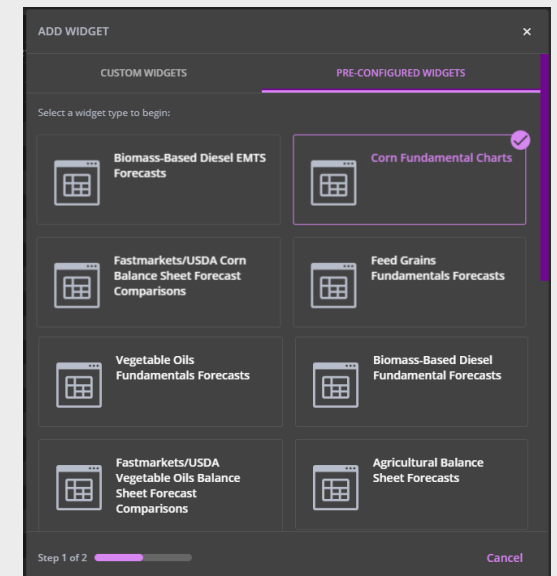 ADD WIDGET
×
CUSTOM WIDGETS
PRE-CONFIGURED WIDGETS
Select a widget type to begin:
Biomass-Based Diesel EMTS
Forecasts
Corn Fundamental Charts
Fastmarkets/USDA Corn
Balance Sheet Forecast
Comparisons
Feed Grains
Fundamentals Forecasts
Vegetable Oils
Fundamentals Forecasts
Biomass-Based Diesel
Fundamental Forecasts
Fastmarkets/USDA
Vegetable Oils Balance
Sheet Forecast
Comparisons
Agricultural Balance
Sheet Forecasts
Step 1 of 2
Cancel